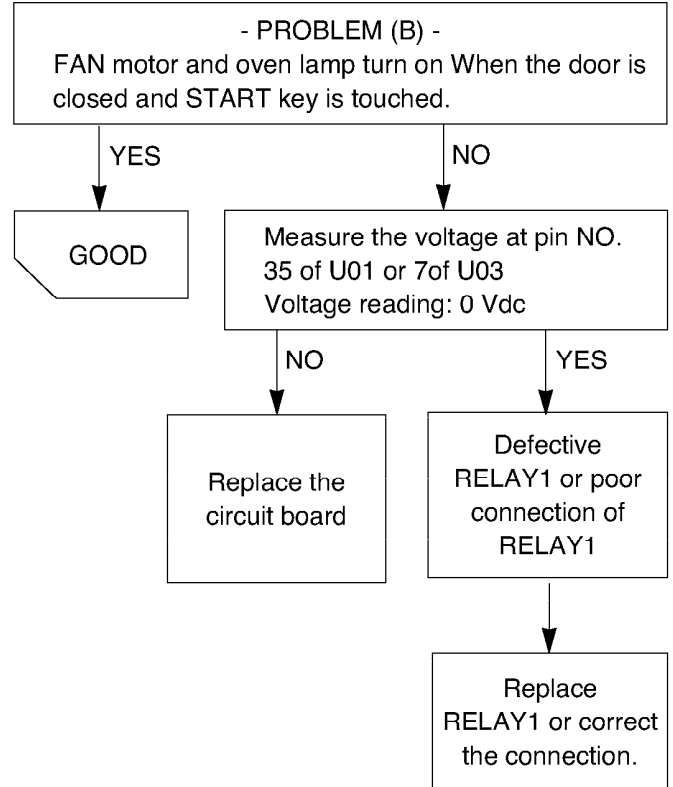 - PROBLEM (B) -
FAN motor and oven lamp turn on When the door is
closed and START key is touched.
YES
NO
GOOD
Measure the voltage at pin NO.
35 of U01 or 7of U03
Voltage reading: 0 Vdc
NO
YES
Replace the
circuit board
Defective
RELAY1 or poor
connection of
RELAY1
Replace
RELAY1 or correct
the connection.